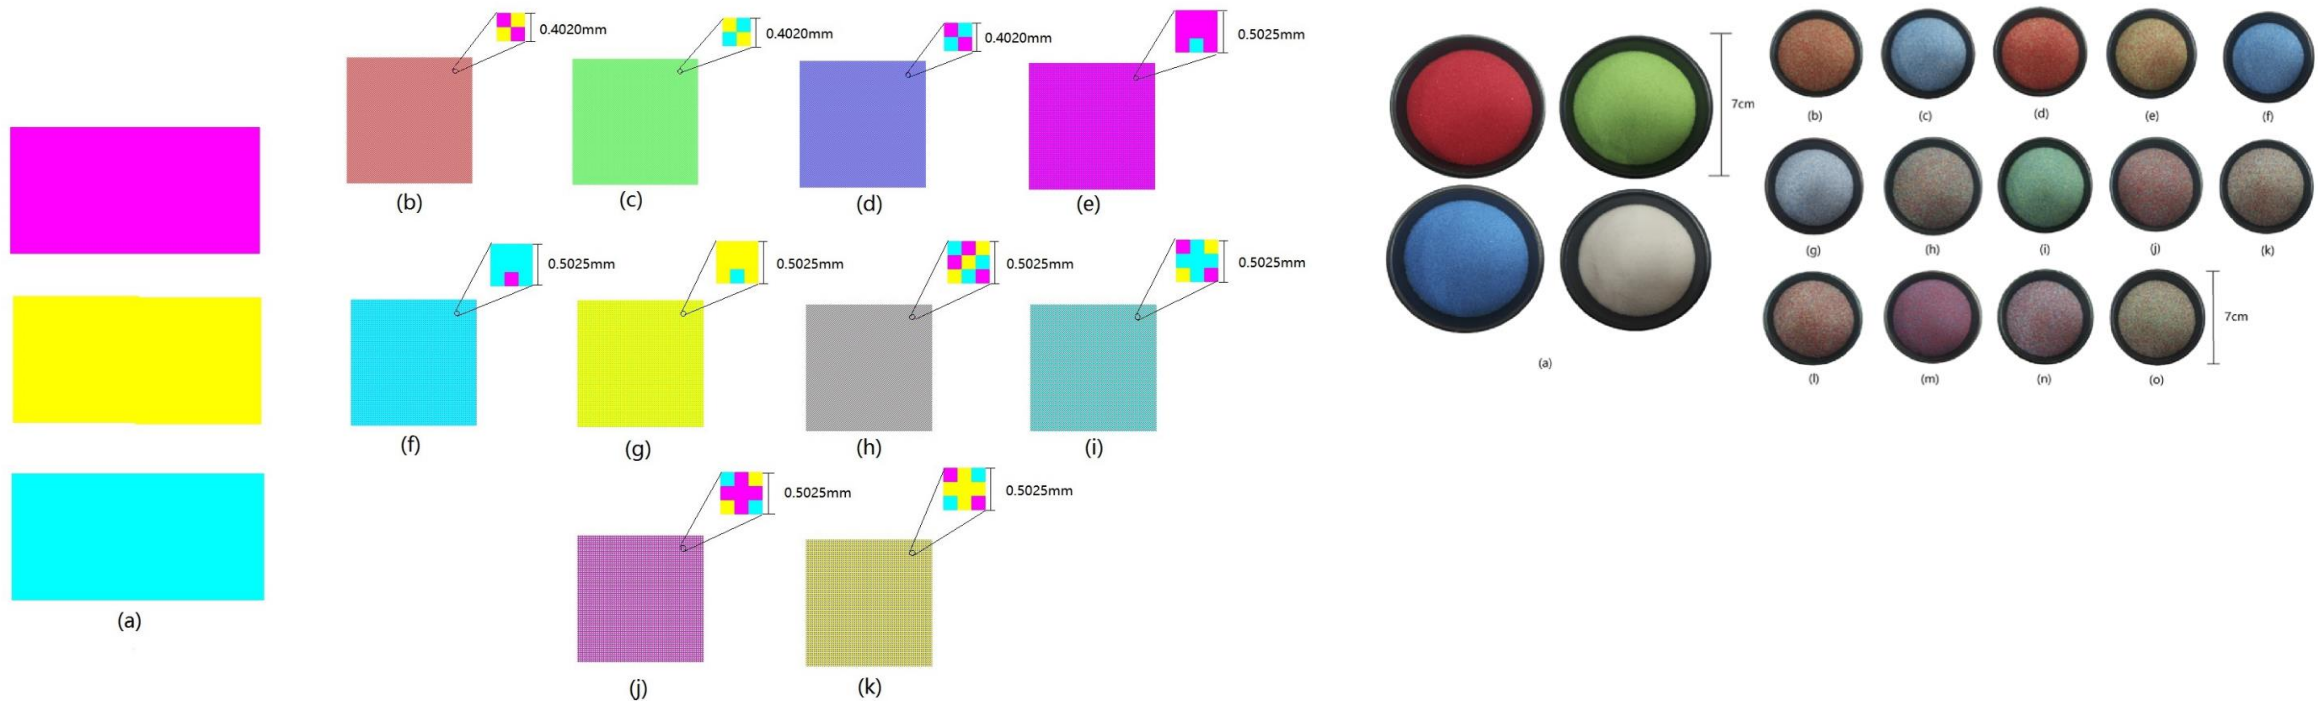 0.4020mm
0.4020mm
0.4020mm
0.5025mm
(b)
(c)
(d)
(e)
0.5025mm
0.5025mm
0.5025mm
0.5025mm
(f)
(g)
(h)
(i)
0.5025mm
0.5025mm
(a)
(j)
(k)
7cm
(a)
(b)
(c)
(d)
(e)
(f)
(g)
(h)
(i)
(j)
(k)
(l)
(m)
(n)
(o)
7cm